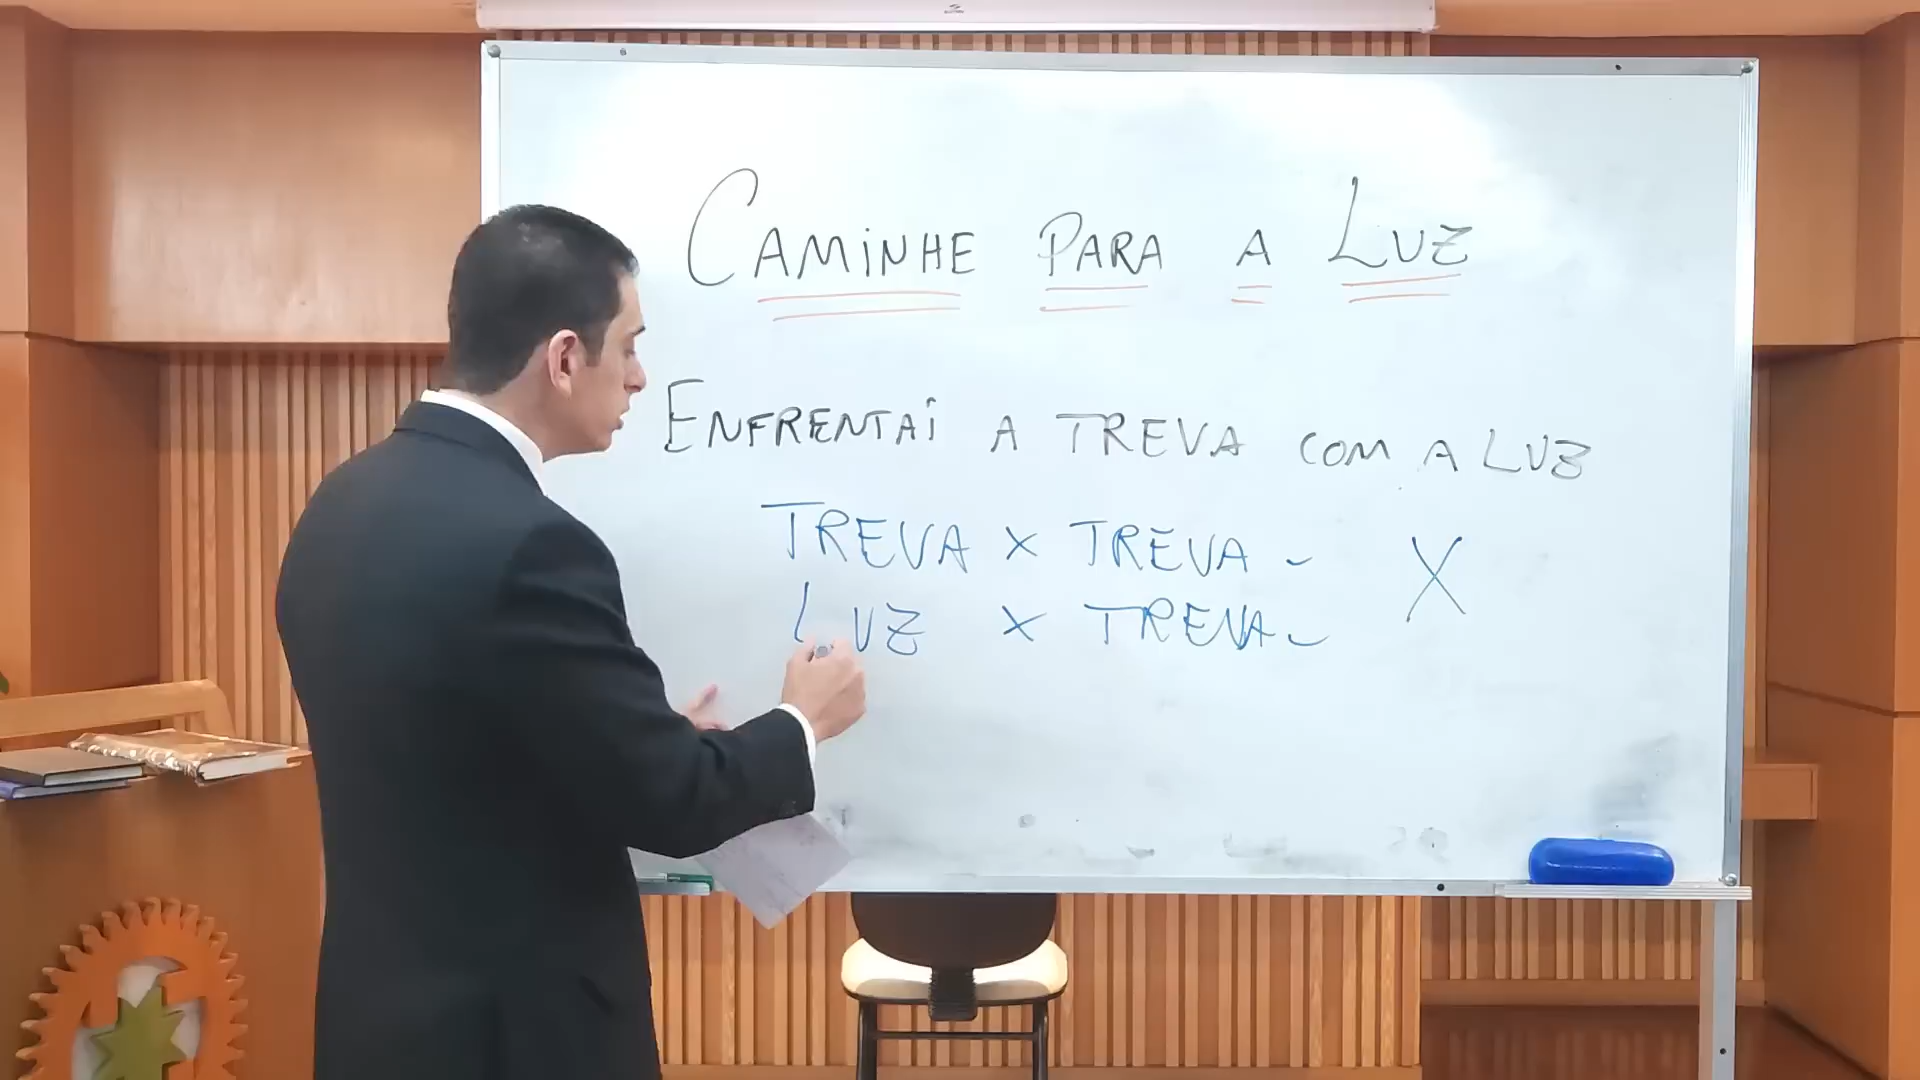 CAMINHE PARA A LUZ
ENFRENTAI A TREVA COM A LUZ
TREVA X TREVA - X
LUZ X TREVA -